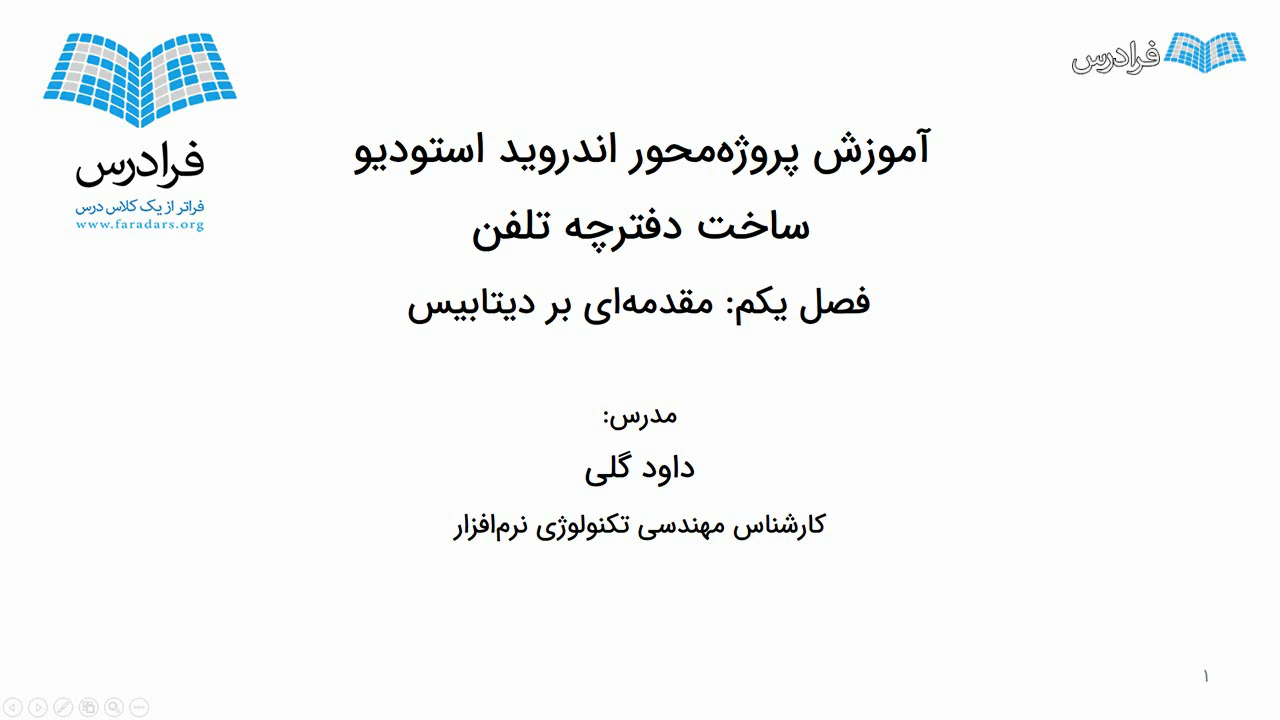 فرادرس
فرادرس
فراتر از یک کلاس درس
www.faradars.org
آموزش پروژه‌محور اندروید استودیو
ساخت دفترچه تلفن
فصل یکم: مقدمه‌ای بر دیتابیس
مدرس:
داود گلی
کارشناس مهندسی تکنولوژی نرم‌افزار
۱